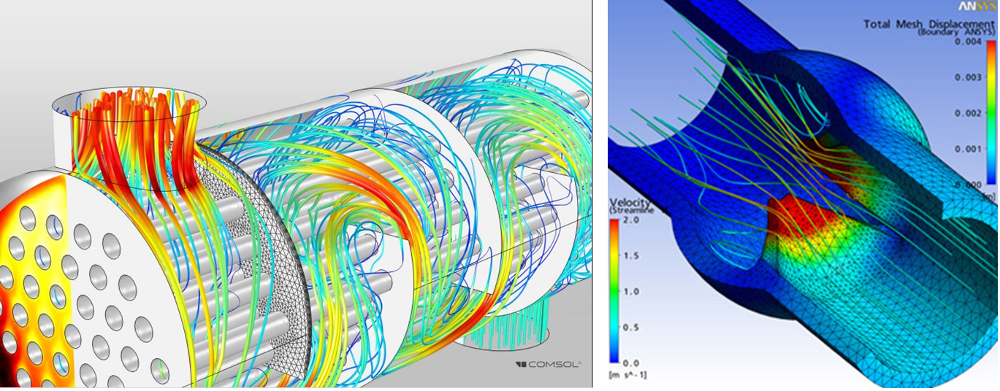 COMSOL®
ANSYS
Total Mesh Displacement
(Boundary ANSYS)
0.004
0.003
0.002
0.001
0.000
[m]
Velocity
(Streamline
2.0
1.5
1.0
0.5
0.0
[m s^-1]